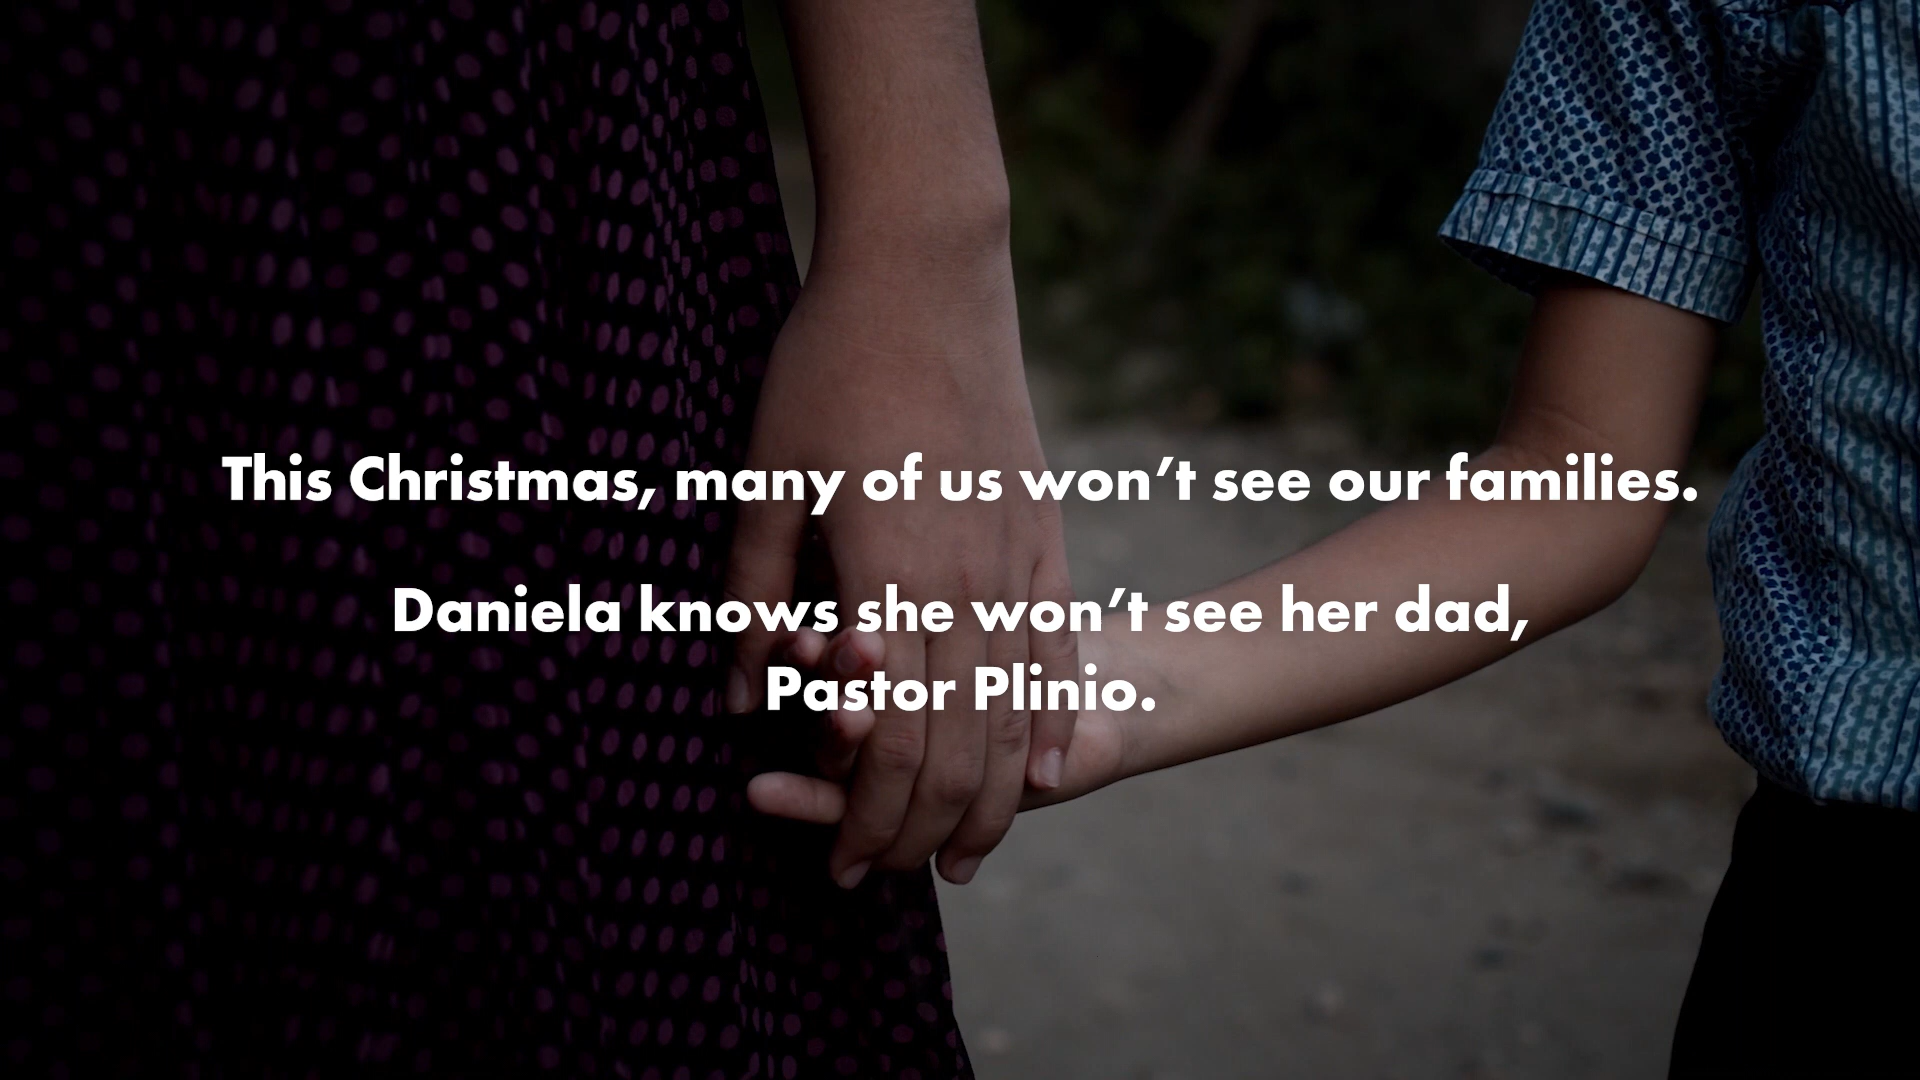 This Christmas, many of us won’t see our families.
Daniela knows she won’t see her dad,
Pastor Plinio.